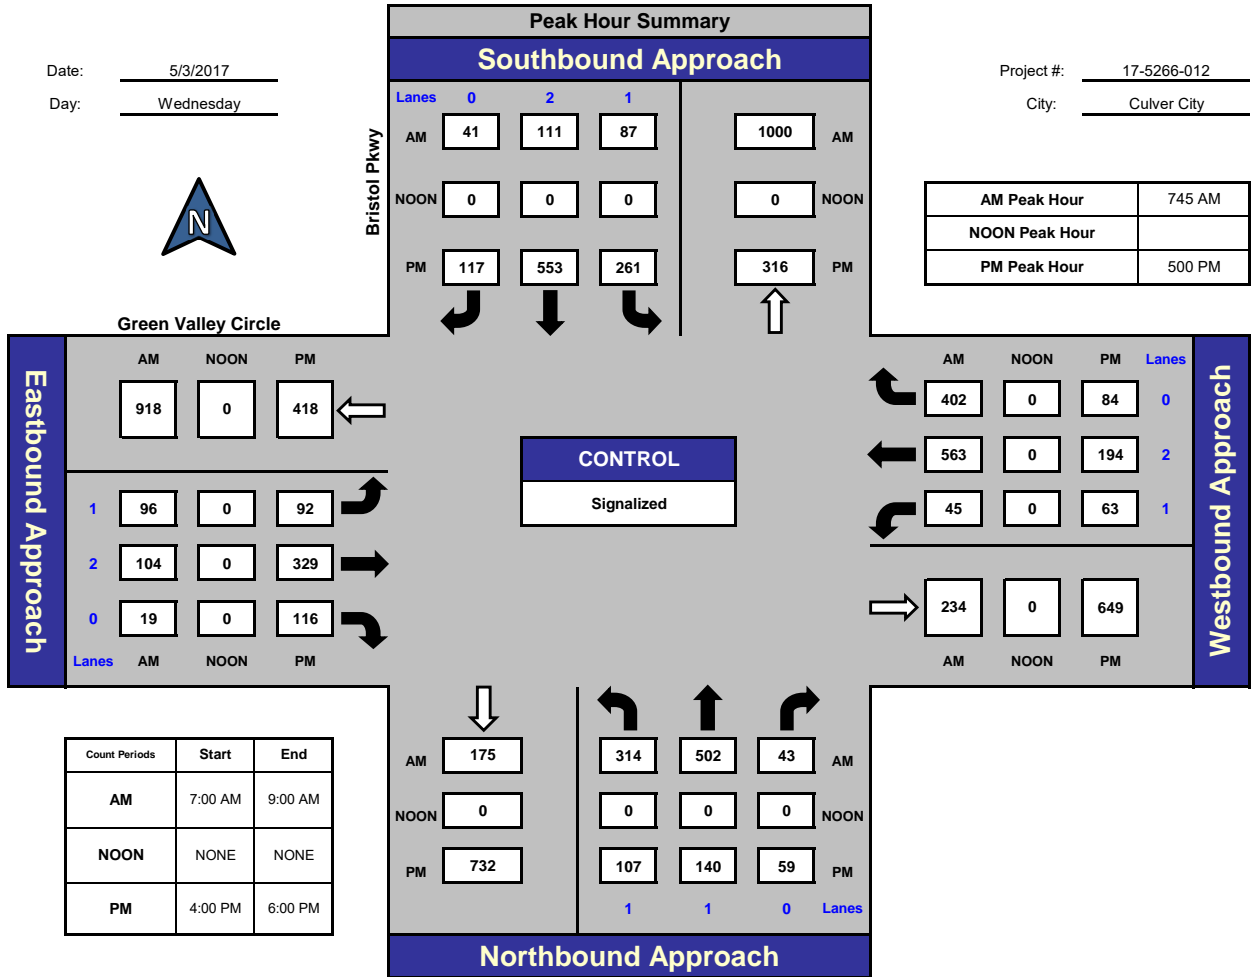 Peak Hour Summary
Southbound Approach
Date: 5/3/2017
Day: Wednesday
Project #: 17-5266-012
City: Culver City
N
Bristol Pkwy
Lanes 0 2 1
AM 41 111 87 1000 AM
NOON 0 0 0 0 NOON
PM 117 553 261 316 PM
AM Peak Hour 745 AM
NOON Peak Hour
PM Peak Hour 500 PM
Green Valley Circle
Eastbound Approach
AM NOON PM
918 0 418
1 96 0 92
2 104 0 329
0 19 0 116
Lanes AM NOON PM
CONTROL
Signalized
AM NOON PM Lanes
402 0 84 0
563 0 194 2
45 0 63 1
234 0 649
AM NOON PM
Westbound Approach
Count Periods Start End
AM 7:00 AM 9:00 AM
NOON NONE NONE
PM 4:00 PM 6:00 PM
AM 175 314 502 43 AM
NOON 0 0 0 0 NOON
PM 732 107 140 59 PM
1 1 0 Lanes
Northbound Approach